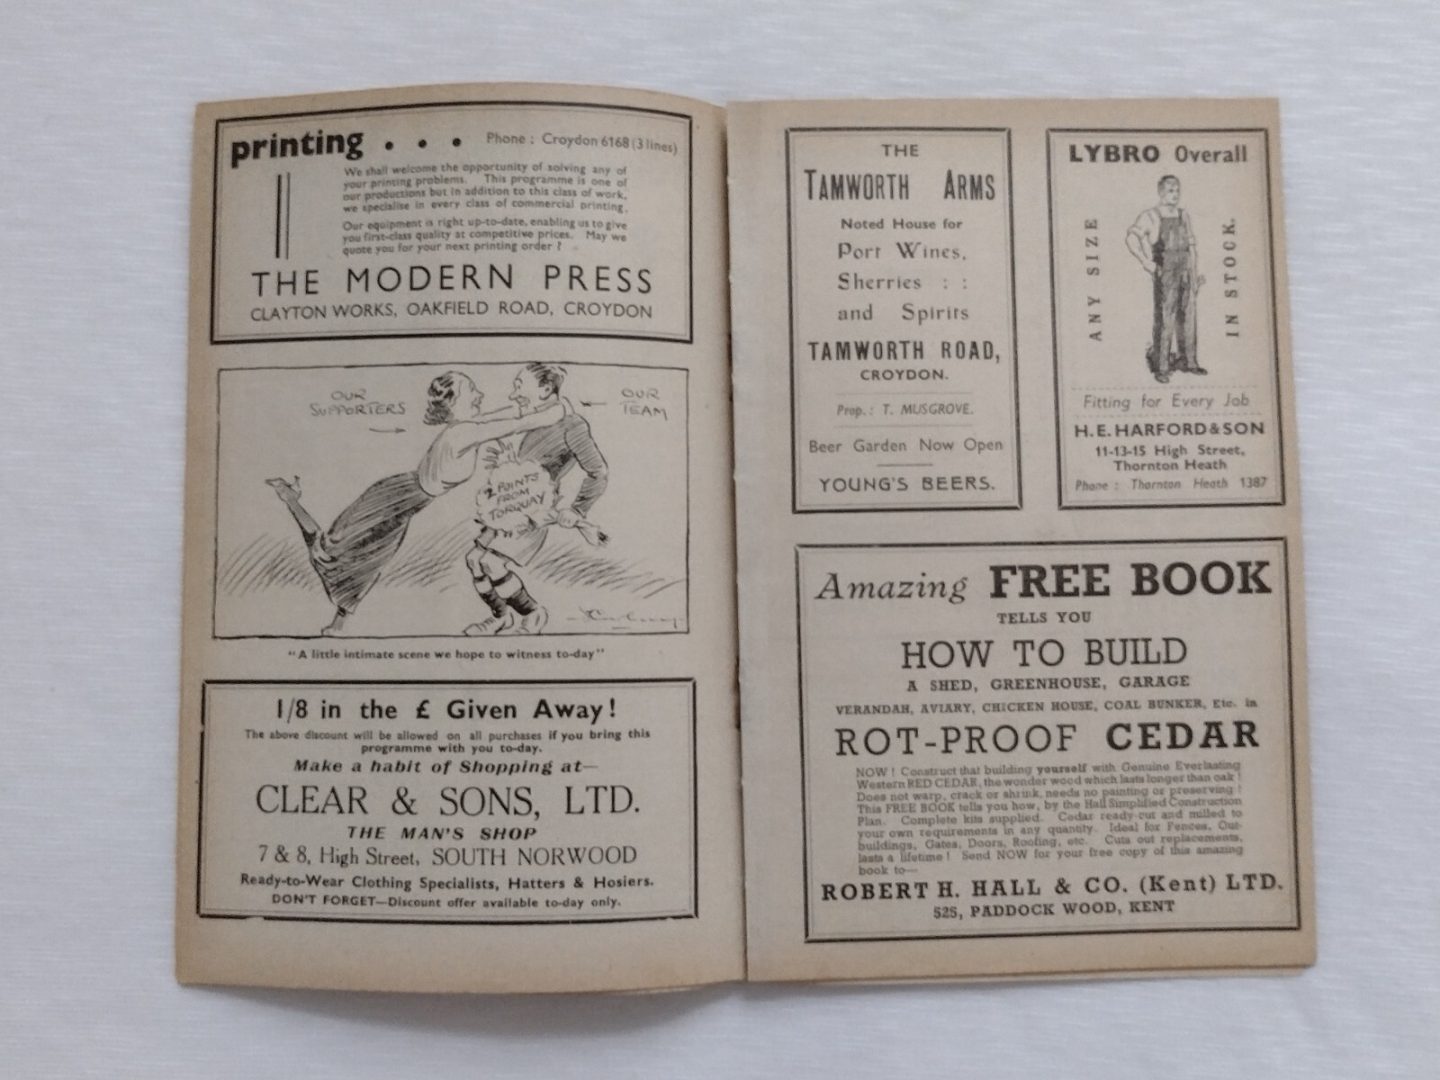 printing . . . Phone : Croydon 6168 (3 lines)
We shall welcome the opportunity of solving any of
your printing problems. This programme is one of
our productions but in addition to this class of work,
we specialise in every class of commercial printing.
Our equipment is right up-to-date, enabling us to give
you first-class quality at competitive prices. May we
quote you for your next printing order ?
THE MODERN PRESS
CLAYTON WORKS, OAKFIELD ROAD, CROYDON
OUR
SUPPORTERS
OUR
TEAM
2 POINTS
FROM
TORQUAY
"A little intimate scene we hope to witness to-day"
1/8 in the £ Given Away!
The above discount will be allowed on all purchases if you bring this
programme with you to-day.
Make a habit of Shopping at—
CLEAR & SONS, LTD.
THE MAN'S SHOP
7 & 8, High Street, SOUTH NORWOOD
Ready-to-Wear Clothing Specialists, Hatters & Hosiers.
DON'T FORGET—Discount offer available to-day only.
THE
TAMWORTH ARMS
Noted House for
Port Wines,
Sherries : :
and Spirits
TAMWORTH ROAD,
CROYDON.
Prop.: T. MUSGROVE.
Beer Garden Now Open
YOUNG'S BEERS.
LYBRO Overall
ANY SIZE
IN STOCK.
Fitting for Every Job
H. E. HARFORD & SON
11-13-15 High Street,
Thornton Heath
Phone : Thornton Heath 1387
Amazing FREE BOOK
TELLS YOU
HOW TO BUILD
A SHED, GREENHOUSE, GARAGE
VERANDAH, AVIARY, CHICKEN HOUSE, COAL BUNKER, Etc. in
ROT-PROOF CEDAR
NOW ! Construct that building yourself with Genuine Everlasting
Western RED CEDAR, the wonder wood which lasts longer than oak !
Does not warp, crack or shrink, needs no painting or preserving !
This FREE BOOK tells you how, by the Hall Simplified Construction
Plan. Complete kits supplied. Cedar ready-cut and milled to
your own requirements in any quantity. Ideal for Fences, Out-
buildings, Gates, Doors, Roofing, etc. Cuts out replacements,
lasts a lifetime ! Send NOW for your free copy of this amazing
book to—
ROBERT H. HALL & CO. (Kent) LTD.
525, PADDOCK WOOD, KENT